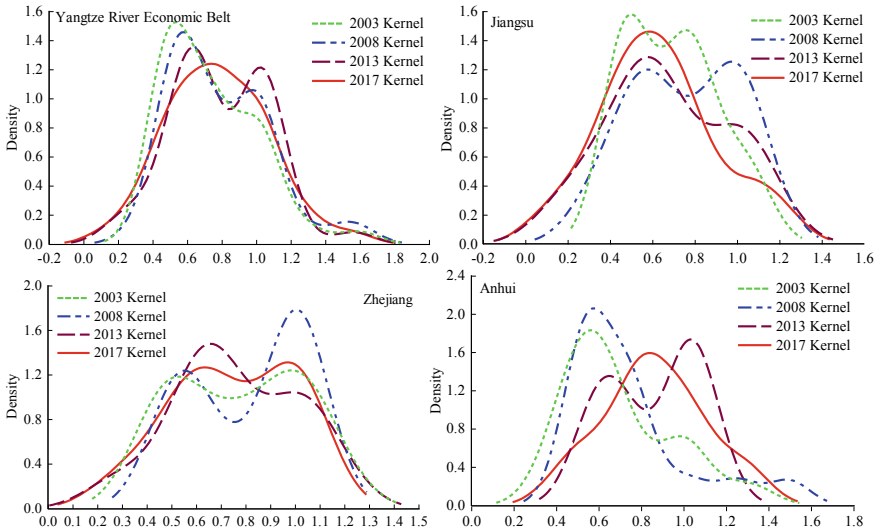 Yangtze River Economic Belt
2003 Kernel
2008 Kernel
2013 Kernel
2017 Kernel
Density
1.6
1.4
1.2
1.0
0.8
0.6
0.4
0.2
0.0
-0.2 0.0 0.2 0.4 0.6 0.8 1.0 1.2 1.4 1.6 1.8 2.0
Jiangsu
2003 Kernel
2008 Kernel
2013 Kernel
2017 Kernel
Density
1.6
1.4
1.2
1.0
0.8
0.6
0.4
0.2
0.0
-0.2 0.0 0.2 0.4 0.6 0.8 1.0 1.2 1.4 1.6
Zhejiang
2003 Kernel
2008 Kernel
2013 Kernel
2017 Kernel
Density
2.0
1.6
1.2
0.8
0.4
0.0
0.0 0.1 0.2 0.3 0.4 0.5 0.6 0.7 0.8 0.9 1.0 1.1 1.2 1.3 1.4 1.5
Anhui
2003 Kernel
2008 Kernel
2013 Kernel
2017 Kernel
Density
2.4
2.0
1.6
1.2
0.8
0.4
0.0
0.0 0.2 0.4 0.6 0.8 1.0 1.2 1.4 1.6 1.8